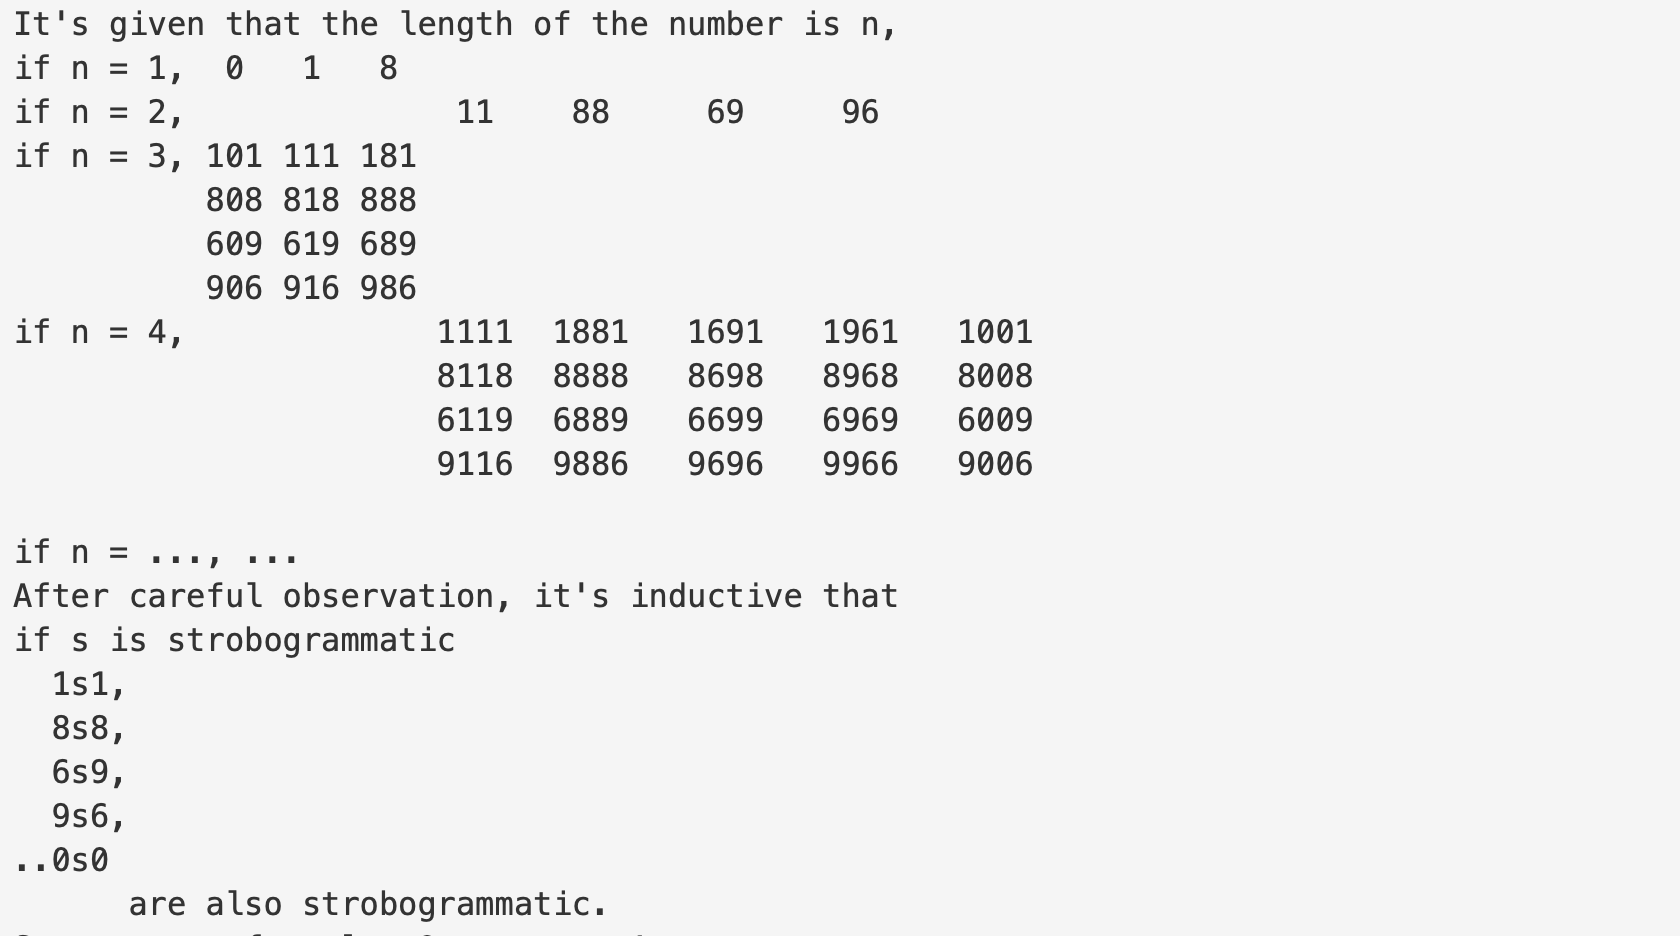 It's given that the length of the number is n,
if n = 1,  0   1   8
if n = 2,              11    88     69     96
if n = 3, 101 111 181
          808 818 888
          609 619 689
          906 916 986
if n = 4,             1111  1881   1691   1961   1001
                      8118  8888   8698   8968   8008
                      6119  6889   6699   6969   6009
                      9116  9886   9696   9966   9006
if n = ..., ...
After careful observation, it's inductive that
if s is strobogrammatic
  1s1,
  8s8,
  6s9,
  9s6,
..0s0
      are also strobogrammatic.